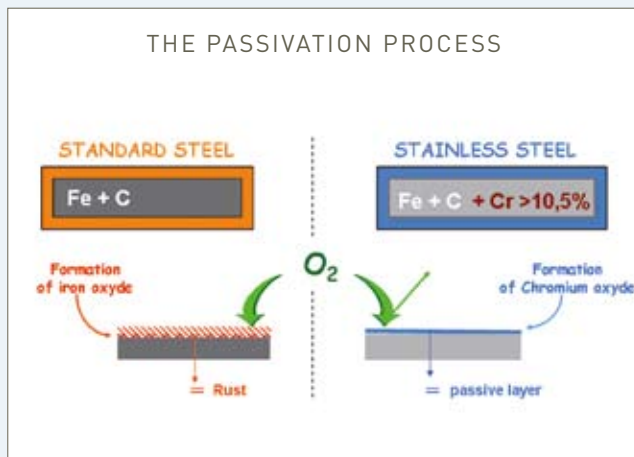 THE PASSIVATION PROCESS
STANDARD STEEL
Fe + C
STAINLESS STEEL
Fe + C + Cr >10,5%
O2
Formation
of iron oxyde
= Rust
Formation
of Chromium oxyde
= passive layer